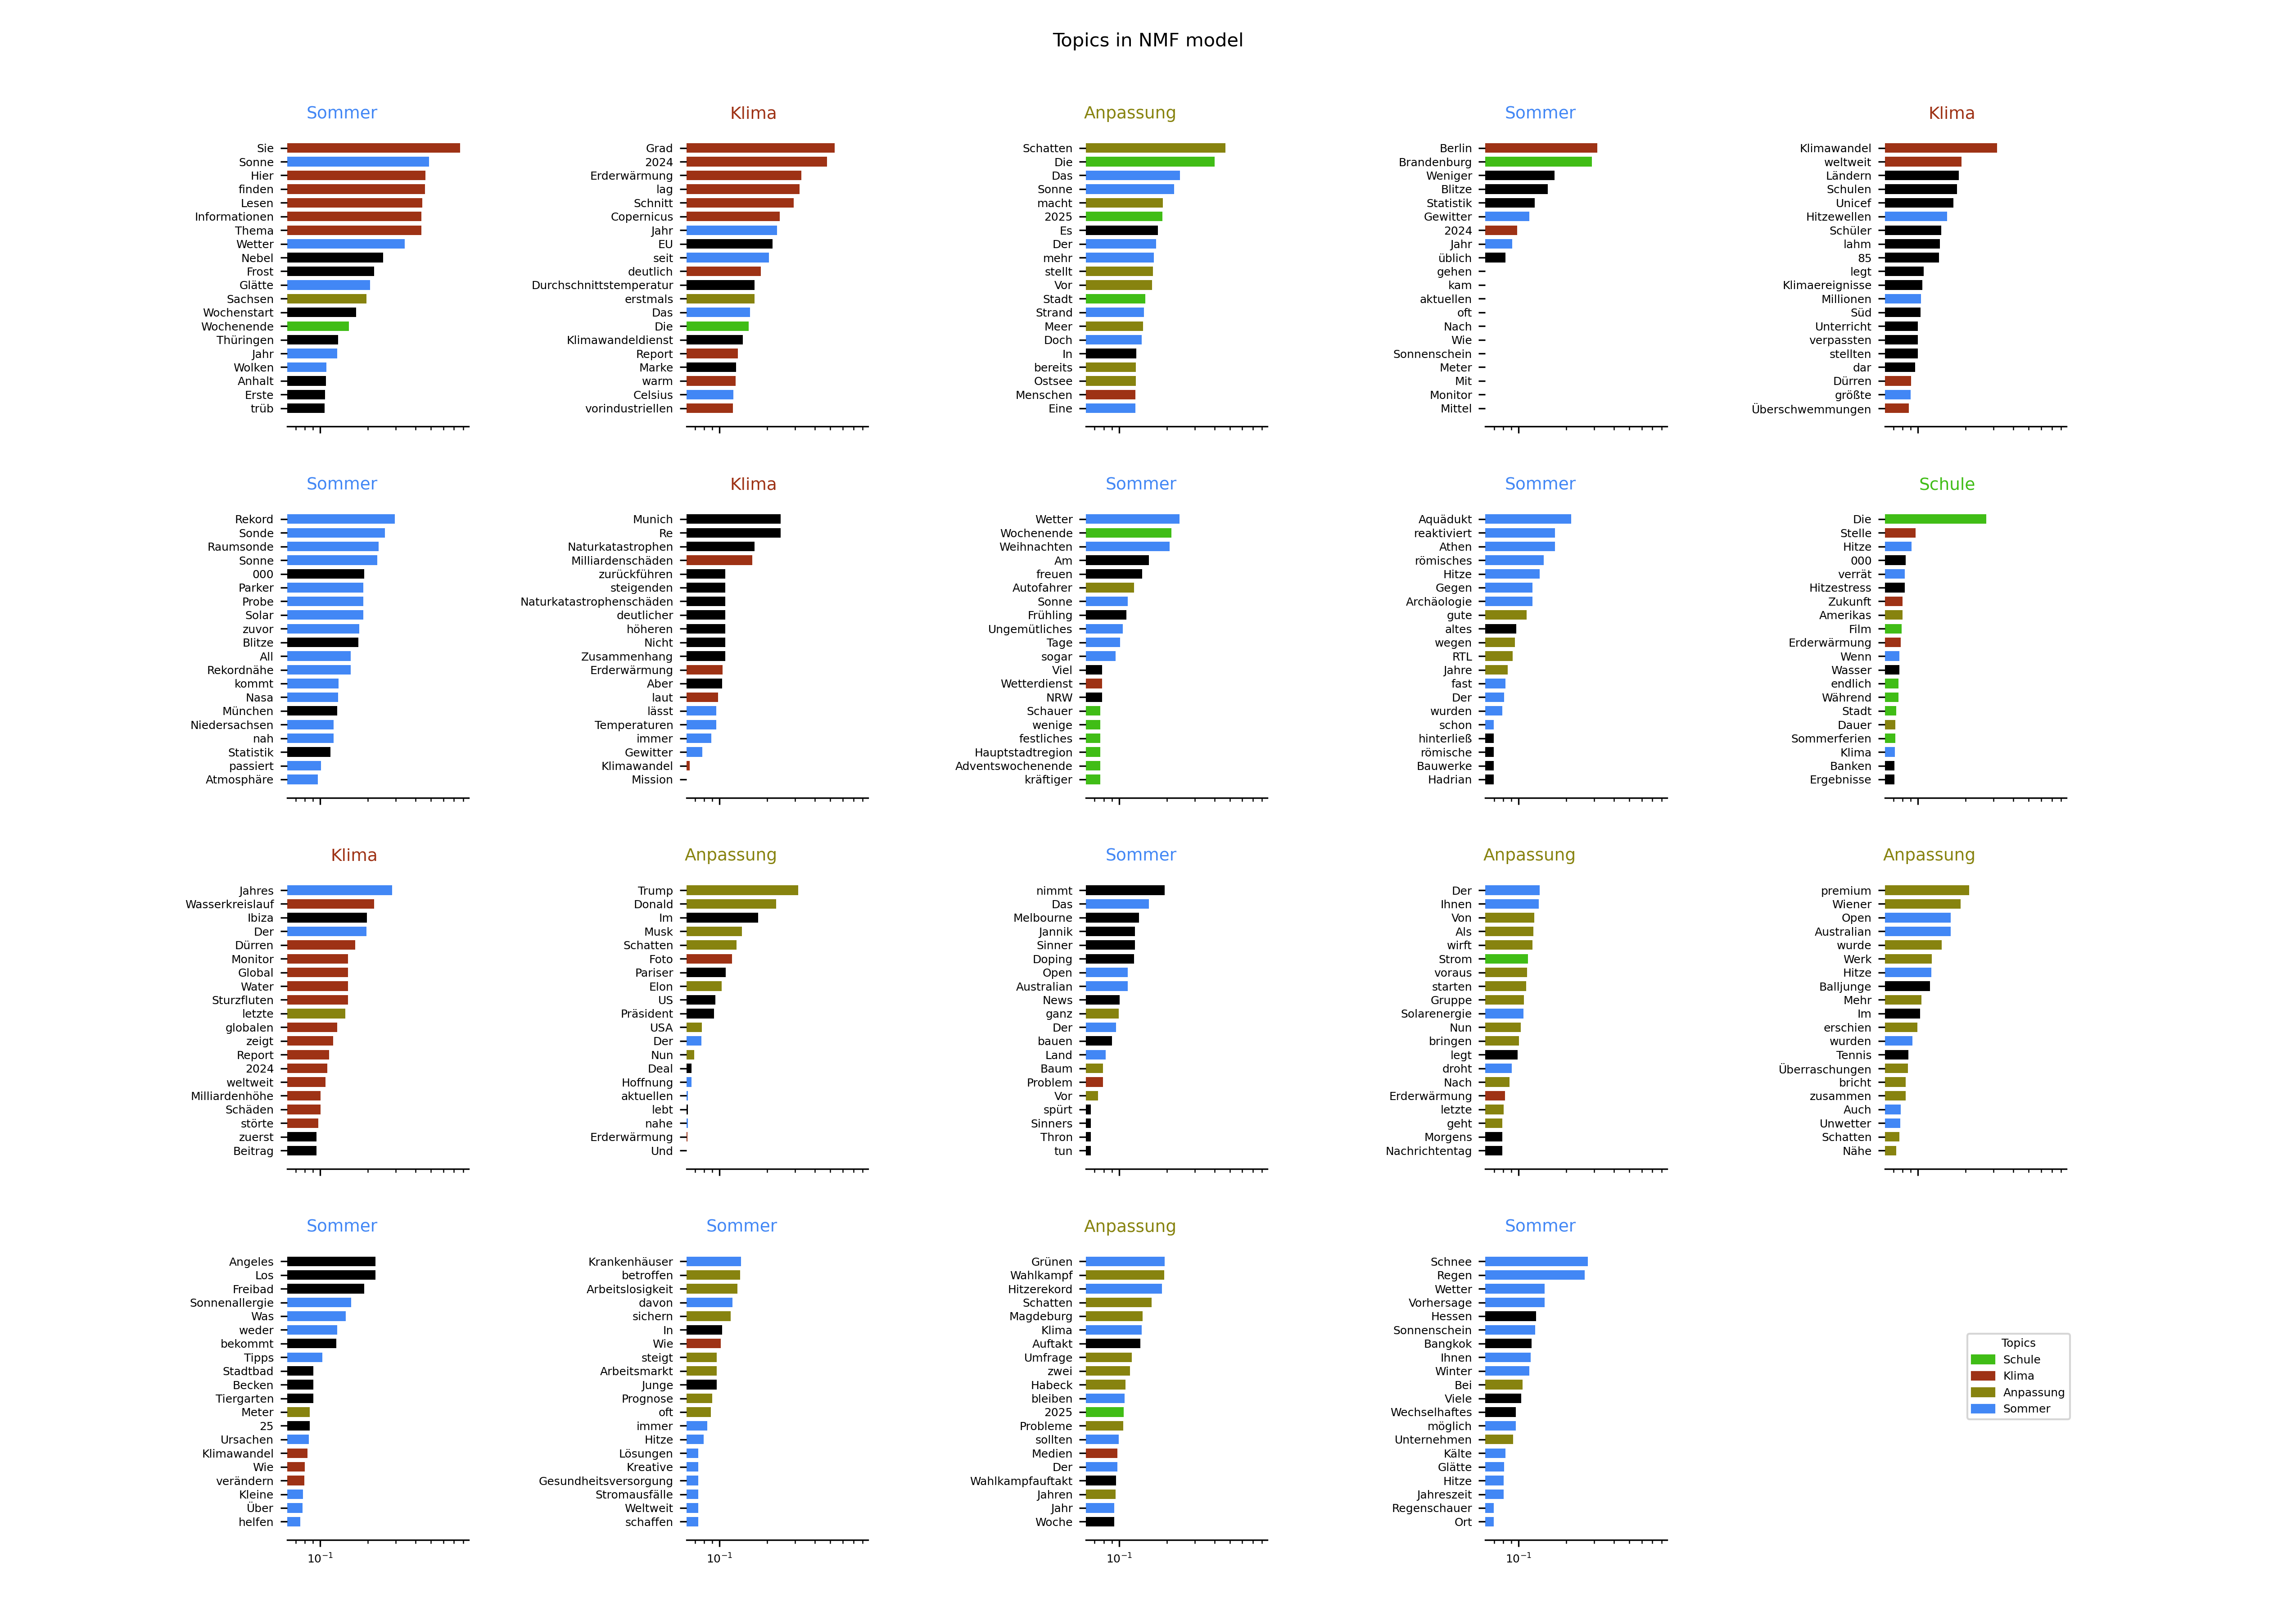 Topics in NMF model
Sommer
Sie
Sonne
Hier
finden
Lesen
Informationen
Thema
Wetter
Nebel
Frost
Glätte
Sachsen
Wochenstart
Wochenende
Thüringen
Jahr
Wolken
Anhalt
Erste
trüb
Klima
Grad
2024
Erderwärmung
lag
Schnitt
Copernicus
Jahr
EU
seit
deutlich
Durchschnittstemperatur
erstmals
Das
Die
Klimawandeldienst
Report
Marke
warm
Celsius
vorindustriellen
Anpassung
Schatten
Die
Das
Sonne
macht
2025
Es
Der
mehr
stellt
Vor
Stadt
Strand
Meer
Doch
In
bereits
Ostsee
Menschen
Eine
Sommer
Berlin
Brandenburg
Weniger
Blitze
Statistik
Gewitter
2024
Jahr
üblich
gehen
kam
aktuellen
oft
Nach
Wie
Sonnenschein
Meter
Mit
Monitor
Mittel
Klima
Klimawandel
weltweit
Ländern
Schulen
Unicef
Hitzewellen
Schüler
lahm
85
legt
Klimaereignisse
Millionen
Süd
Unterricht
verpassten
stellten
dar
Dürren
größte
Überschwemmungen
Sommer
Rekord
Sonde
Raumsonde
Sonne
000
Parker
Probe
Solar
zuvor
Blitze
All
Rekordnähe
kommt
Nasa
München
Niedersachsen
nah
Statistik
passiert
Atmosphäre
Klima
Munich
Re
Naturkatastrophen
Milliardenschäden
zurückführen
steigenden
Naturkatastrophenschäden
deutlicher
höheren
Nicht
Zusammenhang
Erderwärmung
Aber
laut
lässt
Temperaturen
immer
Gewitter
Klimawandel
Mission
Sommer
Wetter
Wochenende
Weihnachten
Am
freuen
Autofahrer
Sonne
Frühling
Ungemütliches
Tage
sogar
Viel
Wetterdienst
NRW
Schauer
wenige
festliches
Hauptstadtregion
Adventswochenende
kräftiger
Sommer
Aquädukt
reaktiviert
Athen
römisches
Hitze
Gegen
Archäologie
gute
altes
wegen
RTL
Jahre
fast
Der
wurden
schon
hinterließ
römische
Bauwerke
Hadrian
Schule
Die
Stelle
Hitze
000
verrät
Hitzestress
Zukunft
Amerikas
Film
Erderwärmung
Wenn
Wasser
endlich
Während
Stadt
Dauer
Sommerferien
Klima
Banken
Ergebnisse
Klima
Jahres
Wasserkreislauf
Ibiza
Der
Dürren
Monitor
Global
Water
Sturzfluten
letzte
globalen
zeigt
Report
2024
weltweit
Milliardenhöhe
Schäden
störte
zuerst
Beitrag
Anpassung
Trump
Donald
Im
Musk
Schatten
Foto
Pariser
Elon
US
Präsident
USA
Der
Nun
Deal
Hoffnung
aktuellen
lebt
nahe
Erderwärmung
Und
Sommer
nimmt
Das
Melbourne
Jannik
Sinner
Doping
Open
Australian
News
ganz
Der
bauen
Land
Baum
Problem
Vor
spürt
Sinners
Thron
tun
Anpassung
Der
Ihnen
Von
Als
wirft
Strom
voraus
starten
Gruppe
Solarenergie
Nun
bringen
legt
droht
Nach
Erderwärmung
letzte
geht
Morgens
Nachrichtentag
Anpassung
premium
Wiener
Open
Australian
wurde
Werk
Hitze
Balljunge
Mehr
Im
erschien
wurden
Tennis
Überraschungen
bricht
zusammen
Auch
Unwetter
Schatten
Nähe
Sommer
Angeles
Los
Freibad
Sonnenallergie
Was
weder
bekommt
Tipps
Stadtbad
Becken
Tiergarten
Meter
25
Ursachen
Klimawandel
Wie
verändern
Kleine
Über
helfen
10⁻¹
Sommer
Krankenhäuser
betroffen
Arbeitslosigkeit
davon
sichern
In
Wie
steigt
Arbeitsmarkt
Junge
Prognose
oft
immer
Hitze
Lösungen
Kreative
Gesundheitsversorgung
Stromausfälle
Weltweit
schaffen
10⁻¹
Anpassung
Grünen
Wahlkampf
Hitzerekord
Schatten
Magdeburg
Klima
Auftakt
Umfrage
zwei
Habeck
bleiben
2025
Probleme
sollten
Medien
Der
Wahlkampfauftakt
Jahren
Jahr
Woche
10⁻¹
Sommer
Schnee
Regen
Wetter
Vorhersage
Hessen
Sonnenschein
Bangkok
Ihnen
Winter
Bei
Viele
Wechselhaftes
möglich
Unternehmen
Kälte
Glätte
Hitze
Jahreszeit
Regenschauer
Ort
10⁻¹
Topics
Schule
Klima
Anpassung
Sommer